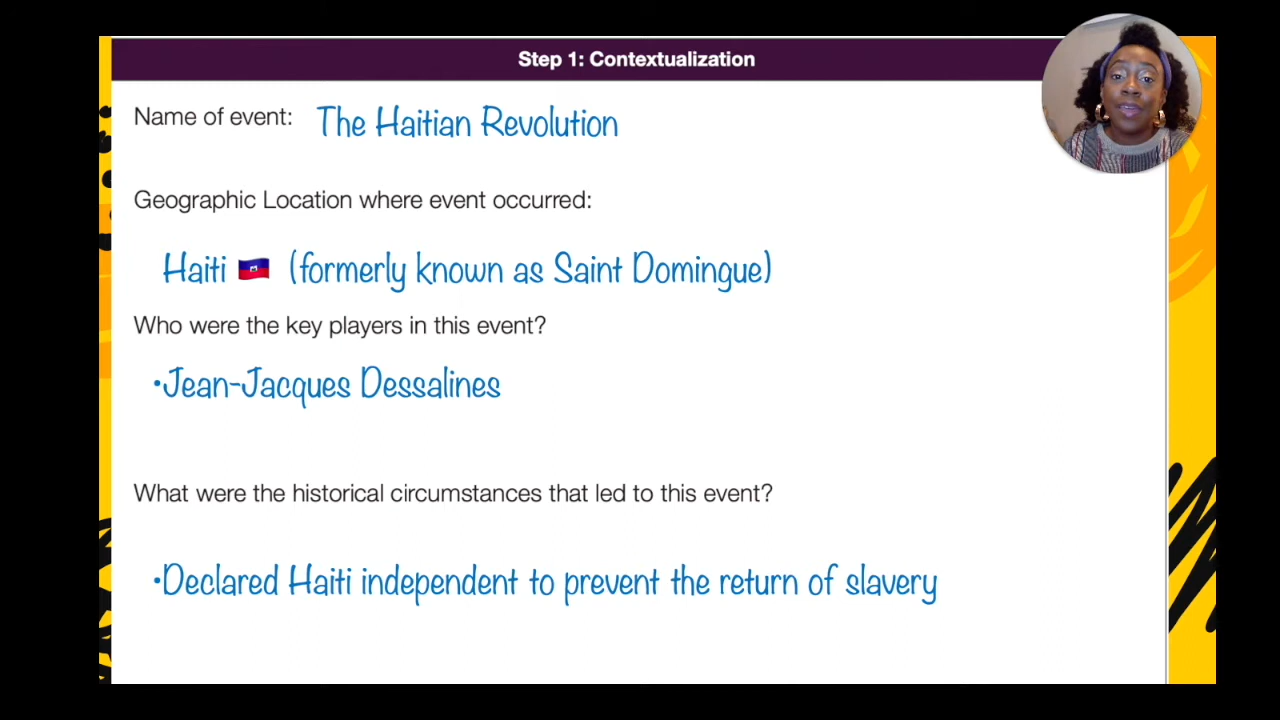 Step 1: Contextualization
Name of event: The Haitian Revolution
Geographic Location where event occurred:
Haiti 🇭🇹 (formerly known as Saint Domingue)
Who were the key players in this event?
•Jean-Jacques Dessalines
What were the historical circumstances that led to this event?
•Declared Haiti independent to prevent the return of slavery